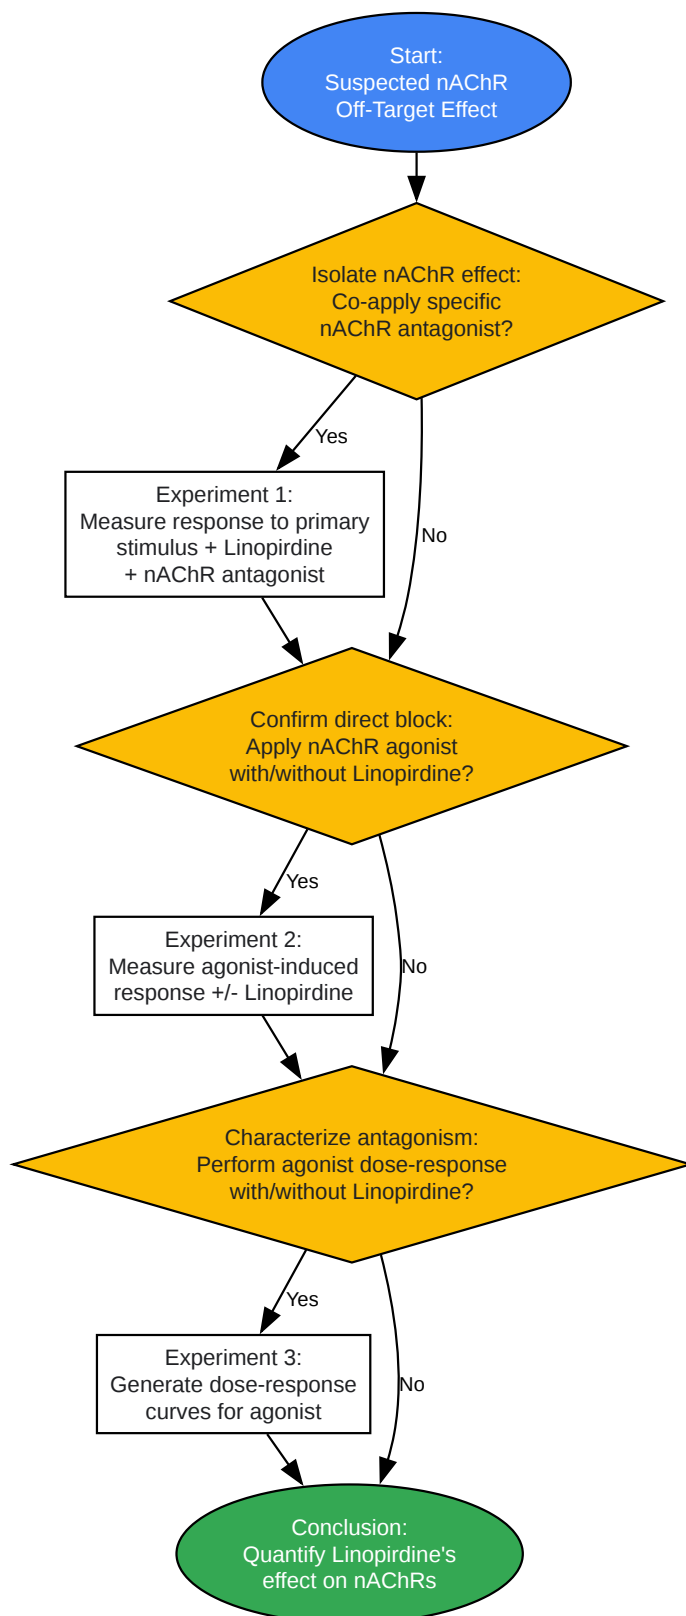 Start:
Suspected nAChR
Off-Target Effect
Isolate nAChR effect:
Co-apply specific
nAChR antagonist?
Yes
No
Experiment 1:
Measure response to primary
stimulus + Linopirdine
+ nAChR antagonist
Confirm direct block:
Apply nAChR agonist
with/without Linopirdine?
Yes
No
Experiment 2:
Measure agonist-induced
response +/- Linopirdine
Characterize antagonism:
Perform agonist dose-response
with/without Linopirdine?
Yes
No
Experiment 3:
Generate dose-response
curves for agonist
Conclusion:
Quantify Linopirdine's
effect on nAChRs